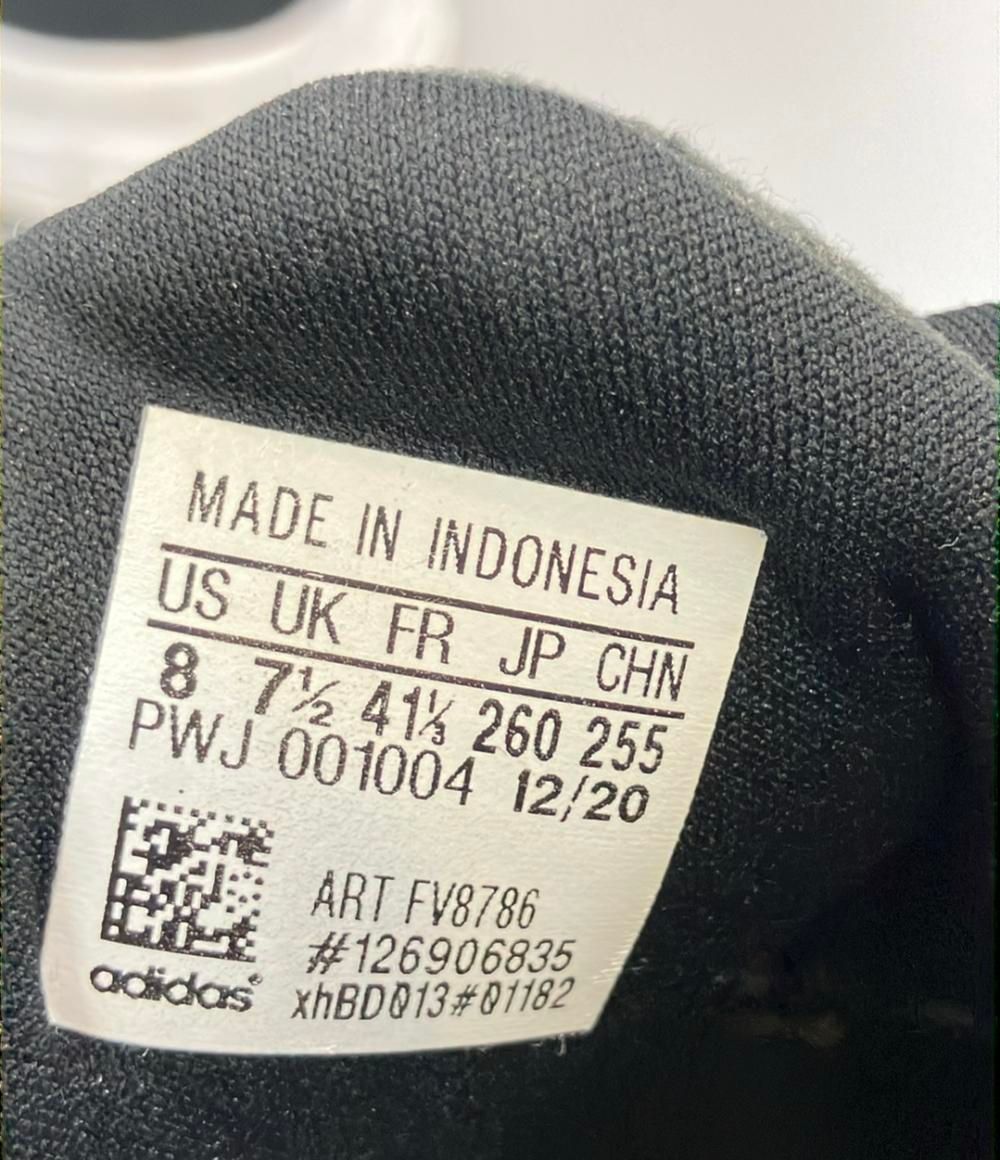 MADE IN INDONESIA
US UK FR JP CHN
8 7½ 41⅓ 260 255
PWJ 001004 12/20
ART FV8786
#126906835
adidas®
xhBD013#01182